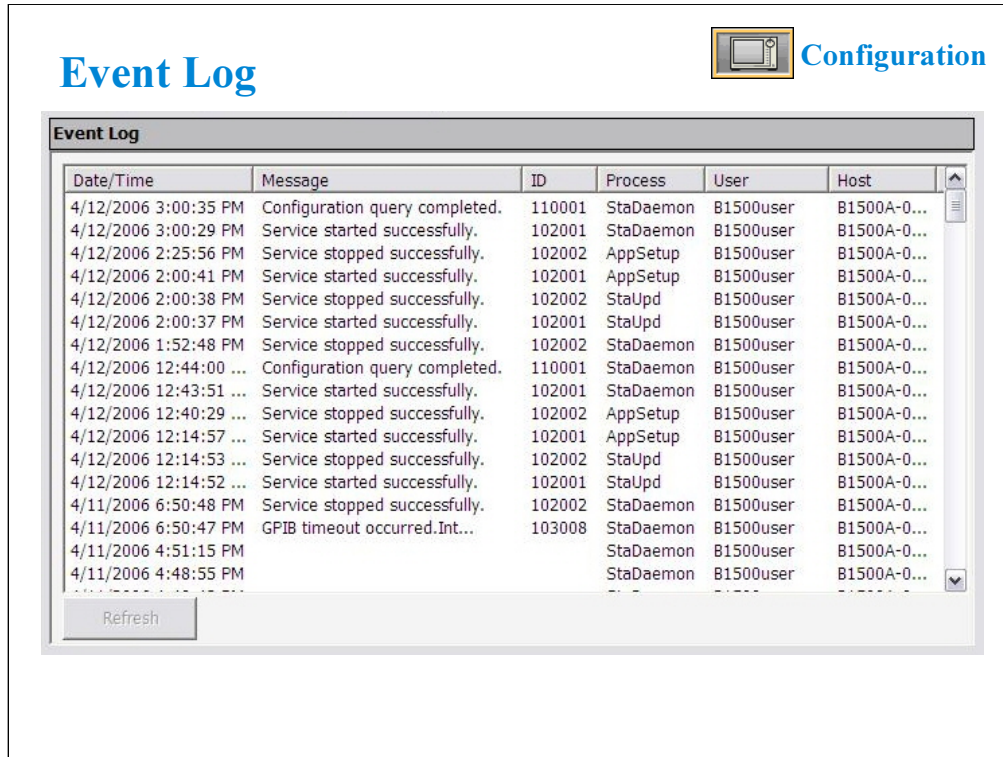 Event Log
Configuration
Event Log
Date/Time Message ID Process User Host
4/12/2006 3:00:35 PM Configuration query completed. 110001 StaDaemon B1500user B1500A-0...
4/12/2006 3:00:29 PM Service started successfully. 102001 StaDaemon B1500user B1500A-0...
4/12/2006 2:25:56 PM Service stopped successfully. 102002 AppSetup B1500user B1500A-0...
4/12/2006 2:00:41 PM Service started successfully. 102001 AppSetup B1500user B1500A-0...
4/12/2006 2:00:38 PM Service stopped successfully. 102002 StaUpd B1500user B1500A-0...
4/12/2006 2:00:37 PM Service started successfully. 102001 StaUpd B1500user B1500A-0...
4/12/2006 1:52:48 PM Service stopped successfully. 102002 StaDaemon B1500user B1500A-0...
4/12/2006 12:44:00 ... Configuration query completed. 110001 StaDaemon B1500user B1500A-0...
4/12/2006 12:43:51 ... Service started successfully. 102001 StaDaemon B1500user B1500A-0...
4/12/2006 12:40:29 ... Service stopped successfully. 102002 AppSetup B1500user B1500A-0...
4/12/2006 12:14:57 ... Service started successfully. 102001 AppSetup B1500user B1500A-0...
4/12/2006 12:14:53 ... Service stopped successfully. 102002 StaUpd B1500user B1500A-0...
4/12/2006 12:14:52 ... Service started successfully. 102001 StaUpd B1500user B1500A-0...
4/11/2006 6:50:48 PM Service stopped successfully. 102002 StaDaemon B1500user B1500A-0...
4/11/2006 6:50:47 PM GPIB timeout occurred.Int... 103008 StaDaemon B1500user B1500A-0...
4/11/2006 4:51:15 PM StaDaemon B1500user B1500A-0...
4/11/2006 4:48:55 PM StaDaemon B1500user B1500A-0...
Refresh